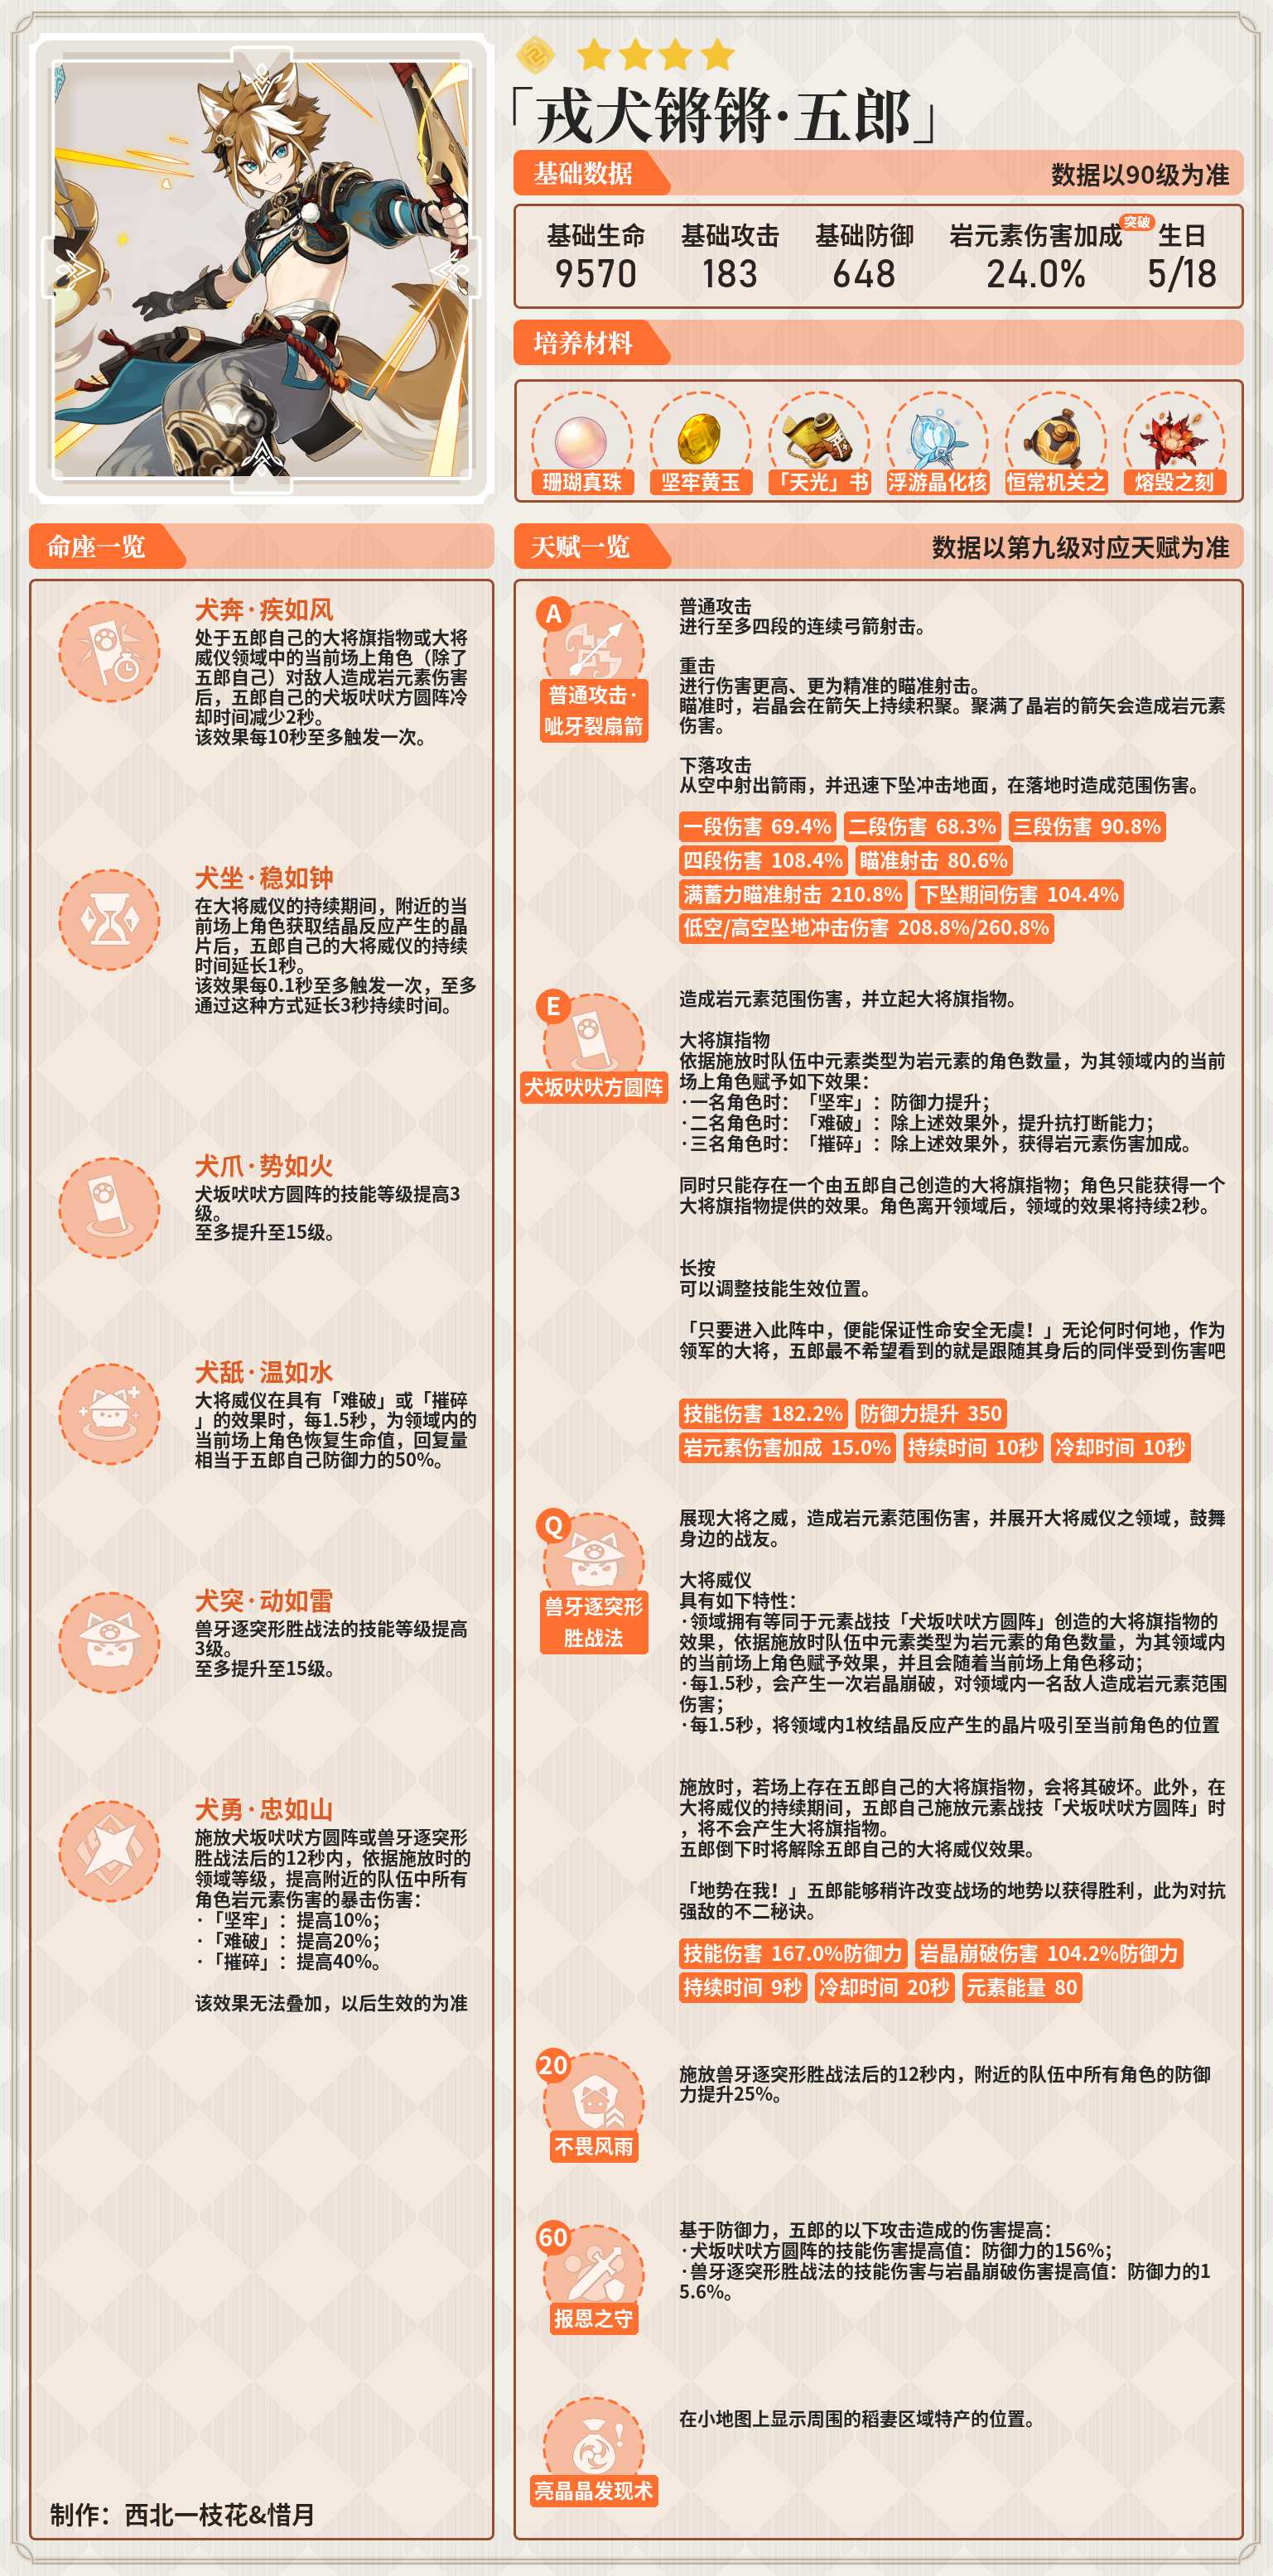 「戎犬锵锵·五郎」
基础数据
数据以90级为准
基础生命 基础攻击 基础防御 岩元素伤害加成 突破 生日
9570 183 648 24.0% 5/18
培养材料
珊瑚真珠 坚牢黄玉 「天光」书 浮游晶化核 恒常机关之 熔毁之刻
命座一览
犬奔·疾如风
处于五郎自己的大将旗指物或大将
威仪领域中的当前场上角色（除了
五郎自己）对敌人造成岩元素伤害
后，五郎自己的犬坂吠吠方圆阵冷
却时间减少2秒。
该效果每10秒至多触发一次。
犬坐·稳如钟
在大将威仪的持续期间，附近的当
前场上角色获取结晶反应产生的晶
片后，五郎自己的大将威仪的持续
时间延长1秒。
该效果每0.1秒至多触发一次，至多
通过这种方式延长3秒持续时间。
犬爪·势如火
犬坂吠吠方圆阵的技能等级提高3
级。
至多提升至15级。
犬舐·温如水
大将威仪在具有「难破」或「摧碎
」的效果时，每1.5秒，为领域内的
当前场上角色恢复生命值，回复量
相当于五郎自己防御力的50%。
犬突·动如雷
兽牙逐突形胜战法的技能等级提高
3级。
至多提升至15级。
犬勇·忠如山
施放犬坂吠吠方圆阵或兽牙逐突形
胜战法后的12秒内，依据施放时的
领域等级，提高附近的队伍中所有
角色岩元素伤害的暴击伤害：
·「坚牢」：提高10%；
·「难破」：提高20%；
·「摧碎」：提高40%。
该效果无法叠加，以后生效的为准
制作：西北一枝花&惜月
天赋一览
数据以第九级对应天赋为准
A
普通攻击·
呲牙裂扇箭
普通攻击
进行至多四段的连续弓箭射击。
重击
进行伤害更高、更为精准的瞄准射击。
瞄准时，岩晶会在箭矢上持续积聚。聚满了晶岩的箭矢会造成岩元素
伤害。
下落攻击
从空中射出箭雨，并迅速下坠冲击地面，在落地时造成范围伤害。
一段伤害 69.4% 二段伤害 68.3% 三段伤害 90.8%
四段伤害 108.4% 瞄准射击 80.6%
满蓄力瞄准射击 210.8% 下坠期间伤害 104.4%
低空/高空坠地冲击伤害 208.8%/260.8%
E
犬坂吠吠方圆阵
造成岩元素范围伤害，并立起大将旗指物。
大将旗指物
依据施放时队伍中元素类型为岩元素的角色数量，为其领域内的当前
场上角色赋予如下效果：
·一名角色时：「坚牢」：防御力提升；
·二名角色时：「难破」：除上述效果外，提升抗打断能力；
·三名角色时：「摧碎」：除上述效果外，获得岩元素伤害加成。
同时只能存在一个由五郎自己创造的大将旗指物；角色只能获得一个
大将旗指物提供的效果。角色离开领域后，领域的效果将持续2秒。
长按
可以调整技能生效位置。
「只要进入此阵中，便能保证性命安全无虞！」无论何时何地，作为
领军的大将，五郎最不希望看到的就是跟随其身后的同伴受到伤害吧
技能伤害 182.2% 防御力提升 350
岩元素伤害加成 15.0% 持续时间 10秒 冷却时间 10秒
Q
兽牙逐突形
胜战法
展现大将之威，造成岩元素范围伤害，并展开大将威仪之领域，鼓舞
身边的战友。
大将威仪
具有如下特性：
·领域拥有等同于元素战技「犬坂吠吠方圆阵」创造的大将旗指物的
效果，依据施放时队伍中元素类型为岩元素的角色数量，为其领域内
的当前场上角色赋予效果，并且会随着当前场上角色移动；
·每1.5秒，会产生一次岩晶崩破，对领域内一名敌人造成岩元素范围
伤害；
·每1.5秒，将领域内1枚结晶反应产生的晶片吸引至当前角色的位置
施放时，若场上存在五郎自己的大将旗指物，会将其破坏。此外，在
大将威仪的持续期间，五郎自己施放元素战技「犬坂吠吠方圆阵」时
，将不会产生大将旗指物。
五郎倒下时将解除五郎自己的大将威仪效果。
「地势在我！」五郎能够稍许改变战场的地势以获得胜利，此为对抗
强敌的不二秘诀。
技能伤害 167.0%防御力 岩晶崩破伤害 104.2%防御力
持续时间 9秒 冷却时间 20秒 元素能量 80
20
不畏风雨
施放兽牙逐突形胜战法后的12秒内，附近的队伍中所有角色的防御
力提升25%。
60
报恩之守
基于防御力，五郎的以下攻击造成的伤害提高：
·犬坂吠吠方圆阵的技能伤害提高值：防御力的156%；
·兽牙逐突形胜战法的技能伤害与岩晶崩破伤害提高值：防御力的1
5.6%。
亮晶晶发现术
在小地图上显示周围的稻妻区域特产的位置。